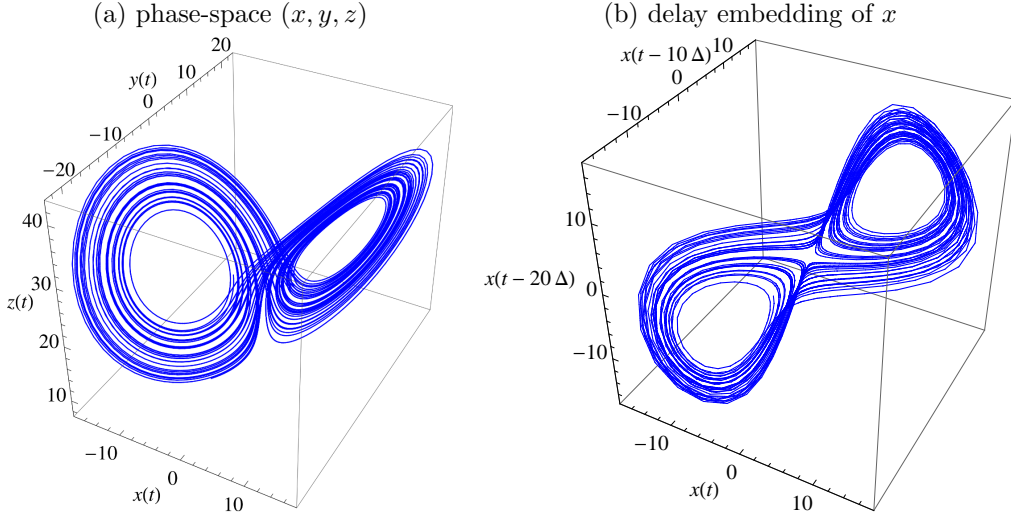 (a) phase-space (x, y, z)
20
10
y(t)
0
−10
−20
40
30
z(t)
20
10
−10
0
x(t)
10
(b) delay embedding of x
10
x(t − 10 Δ)
0
−10
10
x(t − 20 Δ)
0
−10
−10
0
x(t)
10